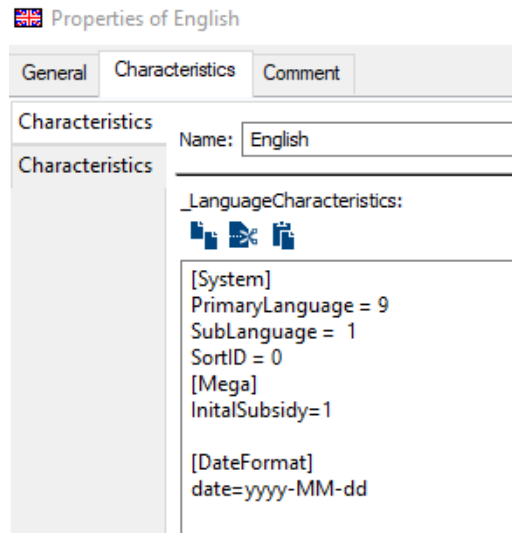 Properties of English
General Characteristics Comment
Characteristics
Characteristics
Name: English
_LanguageCharacteristics:
[System]
PrimaryLanguage = 9
SubLanguage =  1
SortID = 0
[Mega]
InitalSubsidy=1
[DateFormat]
date=yyyy-MM-dd